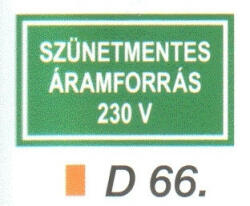 SZÜNETMENTES
ÁRAMFORRÁS
230 V
D 66.